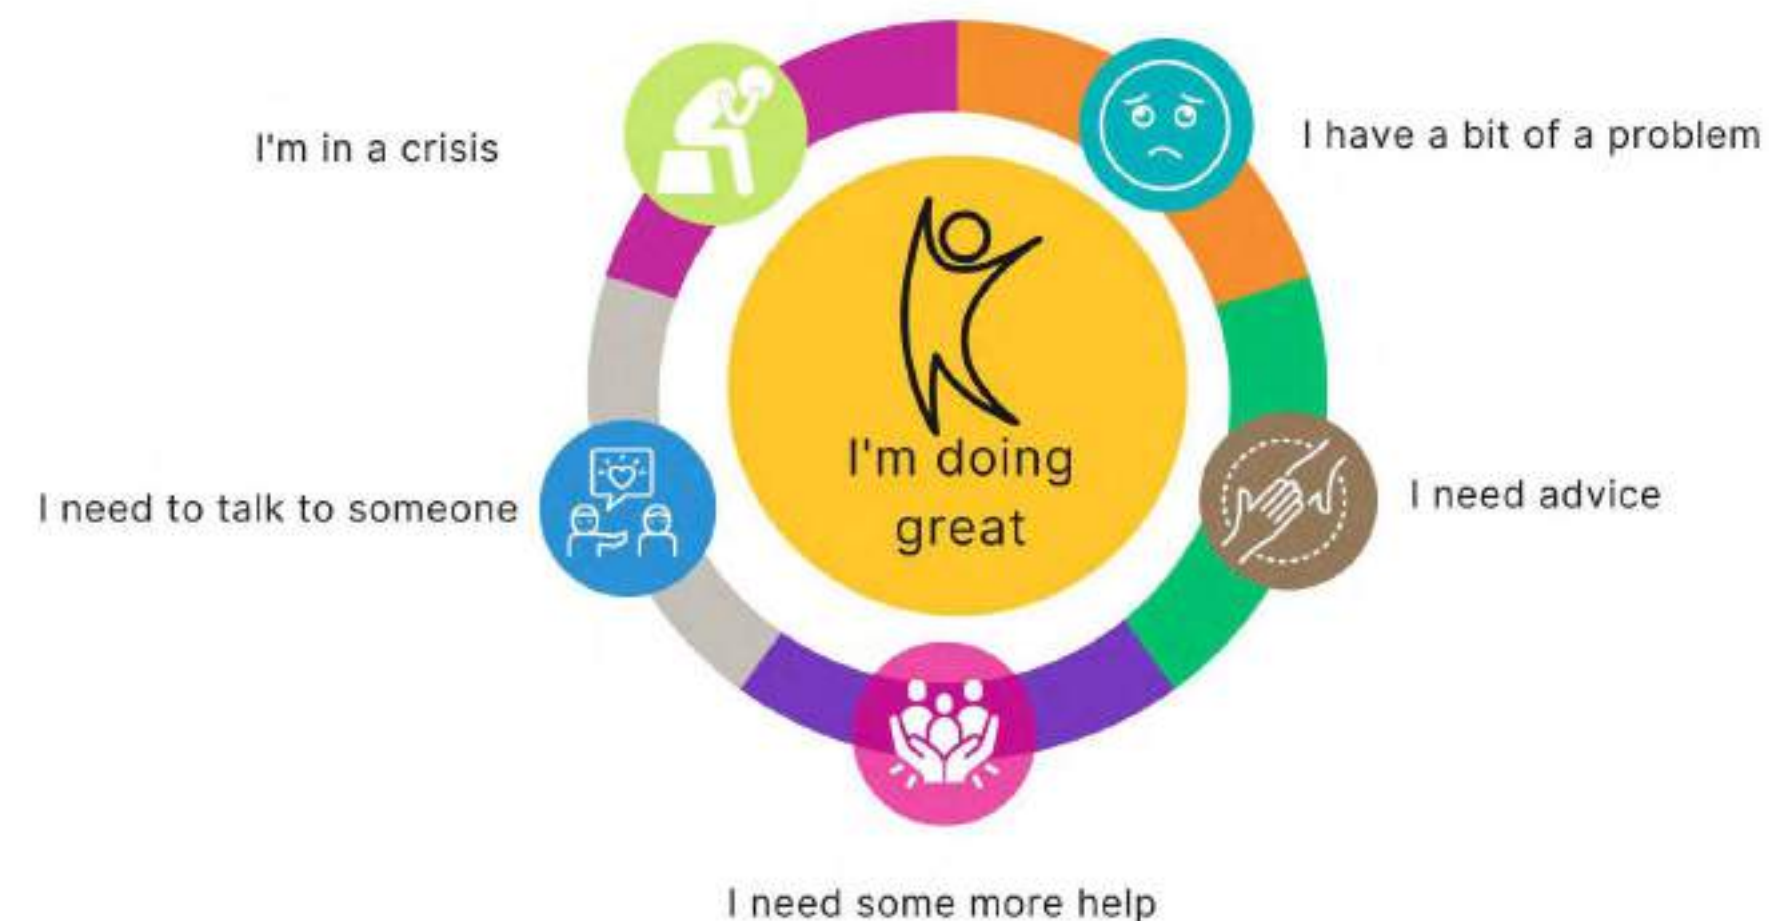 I'm in a crisis
I have a bit of a problem
I'm doing
great
I need to talk to someone
I need advice
I need some more help